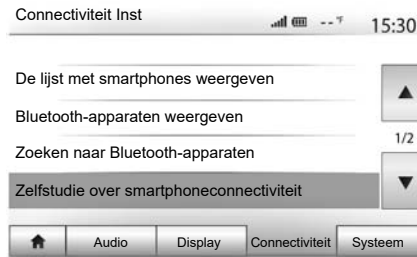 Connectiviteit Inst
-- °F
15:30
De lijst met smartphones weergeven
Bluetooth-apparaten weergeven
1/2
Zoeken naar Bluetooth-apparaten
Zelfstudie over smartphoneconnectiviteit
Audio
Display
Connectiviteit
Systeem